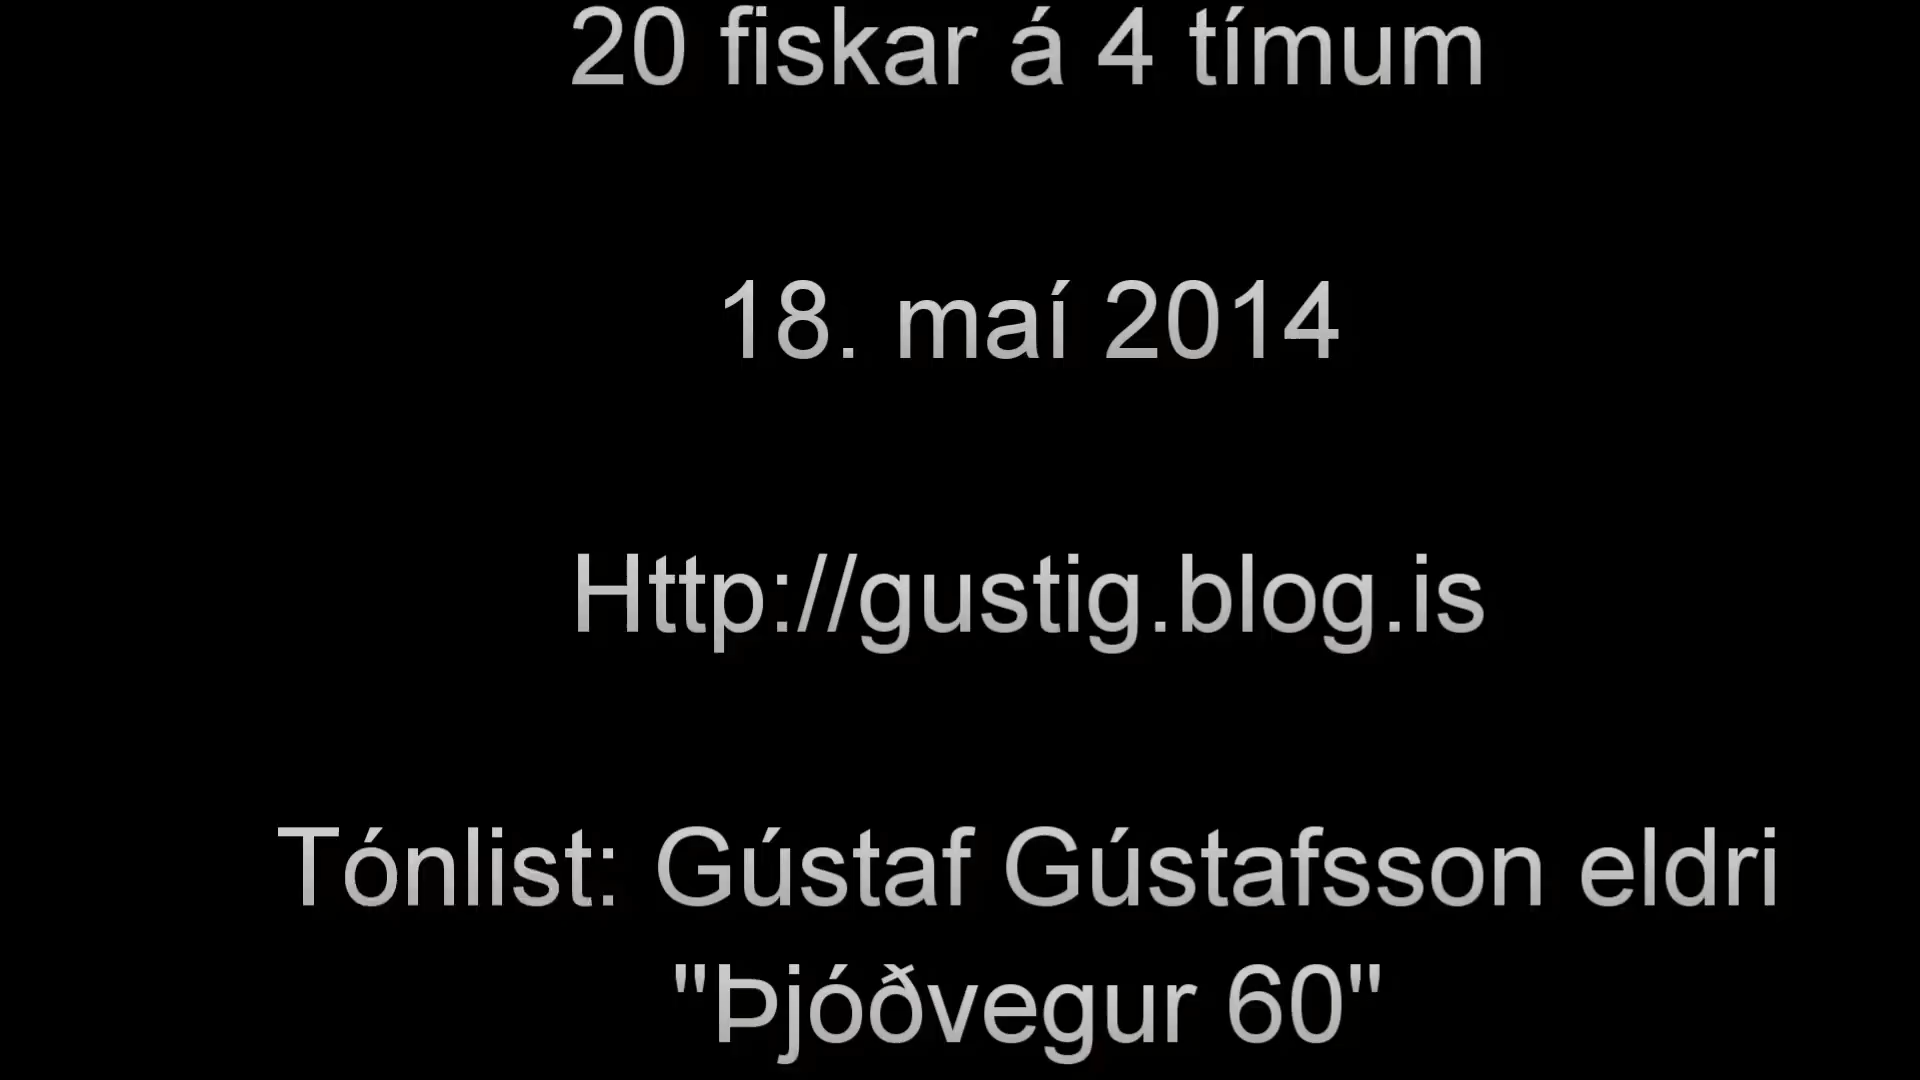 20 fiskar á 4 tímum
18. maí 2014
Http://gustig.blog.is
Tónlist: Gústaf Gústafsson eldri
"Þjóðvegur 60"